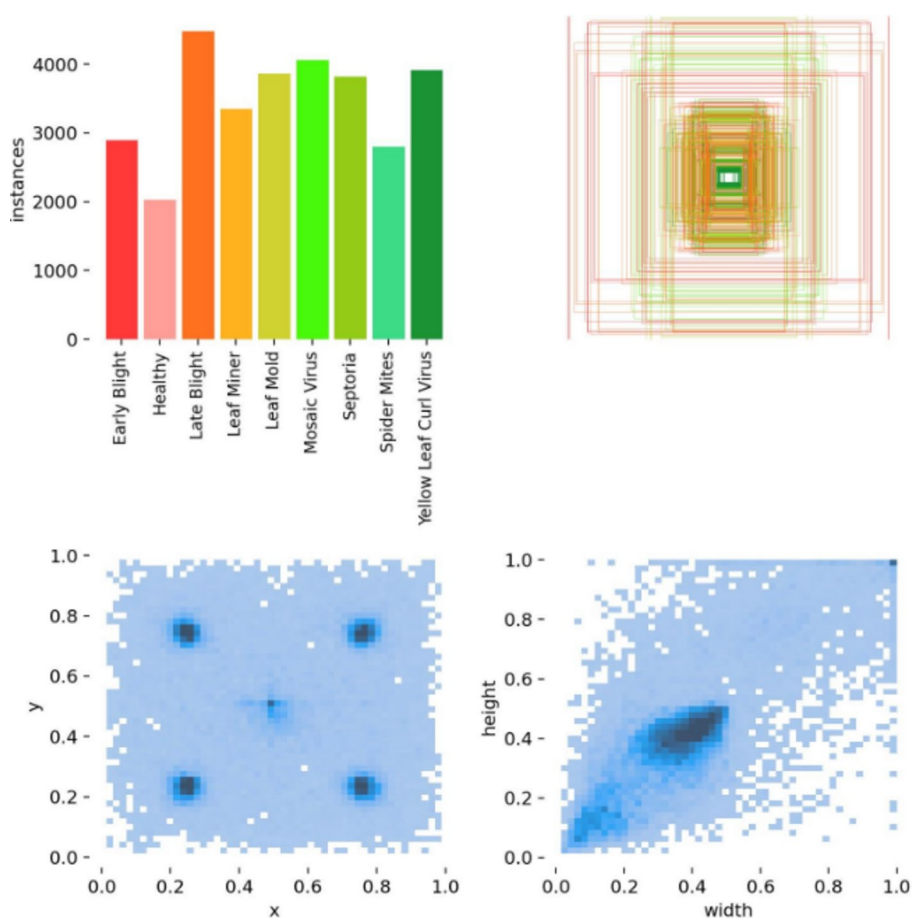 4000
3000
2000
1000
0
instances
Early Blight
Healthy
Late Blight
Leaf Miner
Leaf Mold
Mosaic Virus
Septoria
Spider Mites
Yellow Leaf Curl Virus
1.0
0.8
0.6
0.4
0.2
0.0
y
0.0 0.2 0.4 0.6 0.8 1.0
x
1.0
0.8
0.6
0.4
0.2
0.0
height
0.0 0.2 0.4 0.6 0.8 1.0
width